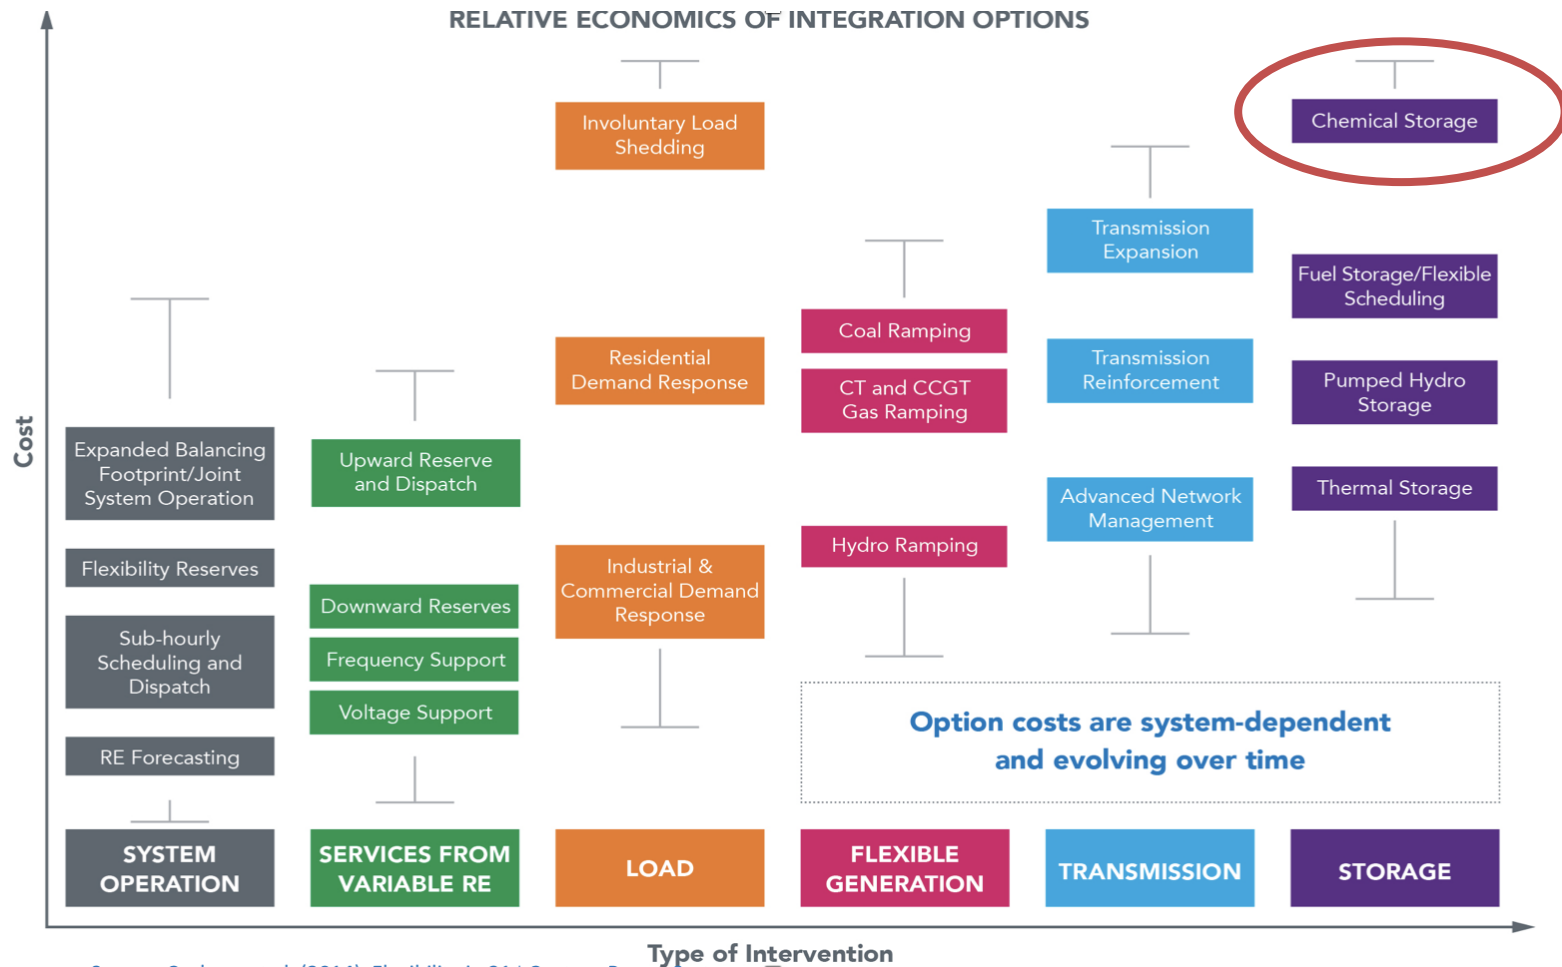 RELATIVE ECONOMICS OF INTEGRATION OPTIONS
Cost
Expanded Balancing
Footprint/Joint
System Operation
Flexibility Reserves
Sub-hourly
Scheduling and
Dispatch
RE Forecasting
SYSTEM
OPERATION
Upward Reserve
and Dispatch
Downward Reserves
Frequency Support
Voltage Support
SERVICES FROM
VARIABLE RE
Involuntary Load
Shedding
Residential
Demand Response
Industrial &
Commercial Demand
Response
LOAD
Coal Ramping
CT and CCGT
Gas Ramping
Hydro Ramping
FLEXIBLE
GENERATION
Transmission
Expansion
Transmission
Reinforcement
Advanced Network
Management
TRANSMISSION
Chemical Storage
Fuel Storage/Flexible
Scheduling
Pumped Hydro
Storage
Thermal Storage
STORAGE
Option costs are system-dependent
and evolving over time
Type of Intervention